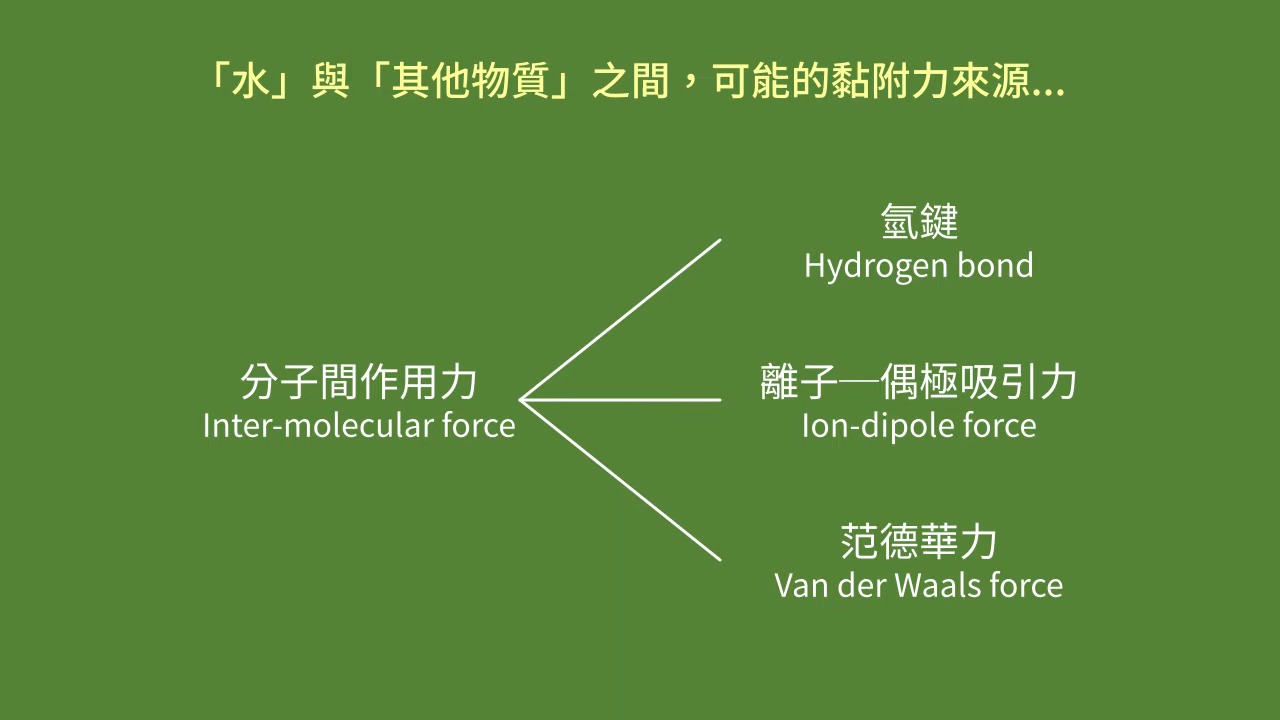 「水」與「其他物質」之間，可能的黏附力來源...
氫鍵
Hydrogen bond
分子間作用力
Inter-molecular force
離子─偶極吸引力
Ion-dipole force
范德華力
Van der Waals force